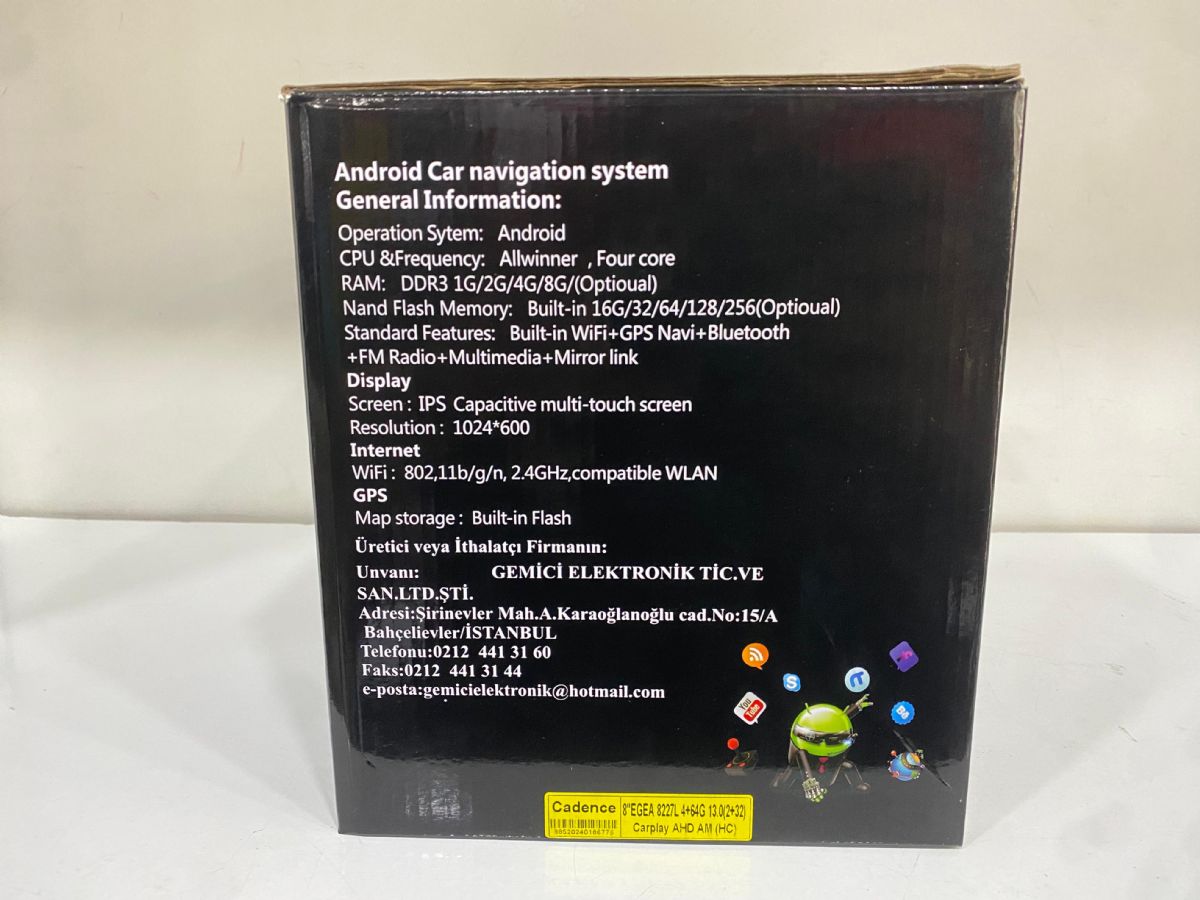 Android Car navigation system
General Information:
Operation Sytem: Android
CPU &Frequency: Allwinner , Four core
RAM: DDR3 1G/2G/4G/8G/(Optioual)
Nand Flash Memory: Built-in 16G/32/64/128/256(Optioual)
Standard Features: Built-in WiFi+GPS Navi+Bluetooth
+FM Radio+Multimedia+Mirror link
Display
Screen : IPS Capacitive multi-touch screen
Resolution : 1024*600
Internet
WiFi : 802,11b/g/n, 2.4GHz,compatible WLAN
GPS
Map storage : Built-in Flash
Üretici veya İthalatçı Firmanın:
Unvanı: GEMİCİ ELEKTRONİK TİC.VE
SAN.LTD.ŞTİ.
Adresi:Şirinevler Mah.A.Karaoğlanoğlu cad.No:15/A
Bahçelievler/İSTANBUL
Telefonu:0212 441 31 60
Faks:0212 441 31 44
e-posta:gemicielektronik@hotmail.com
S
You
Tube
Bē
Cadence
8"EGEA 8227L 4+64G 13.0(2+32)
Carplay AHD AM (HC)